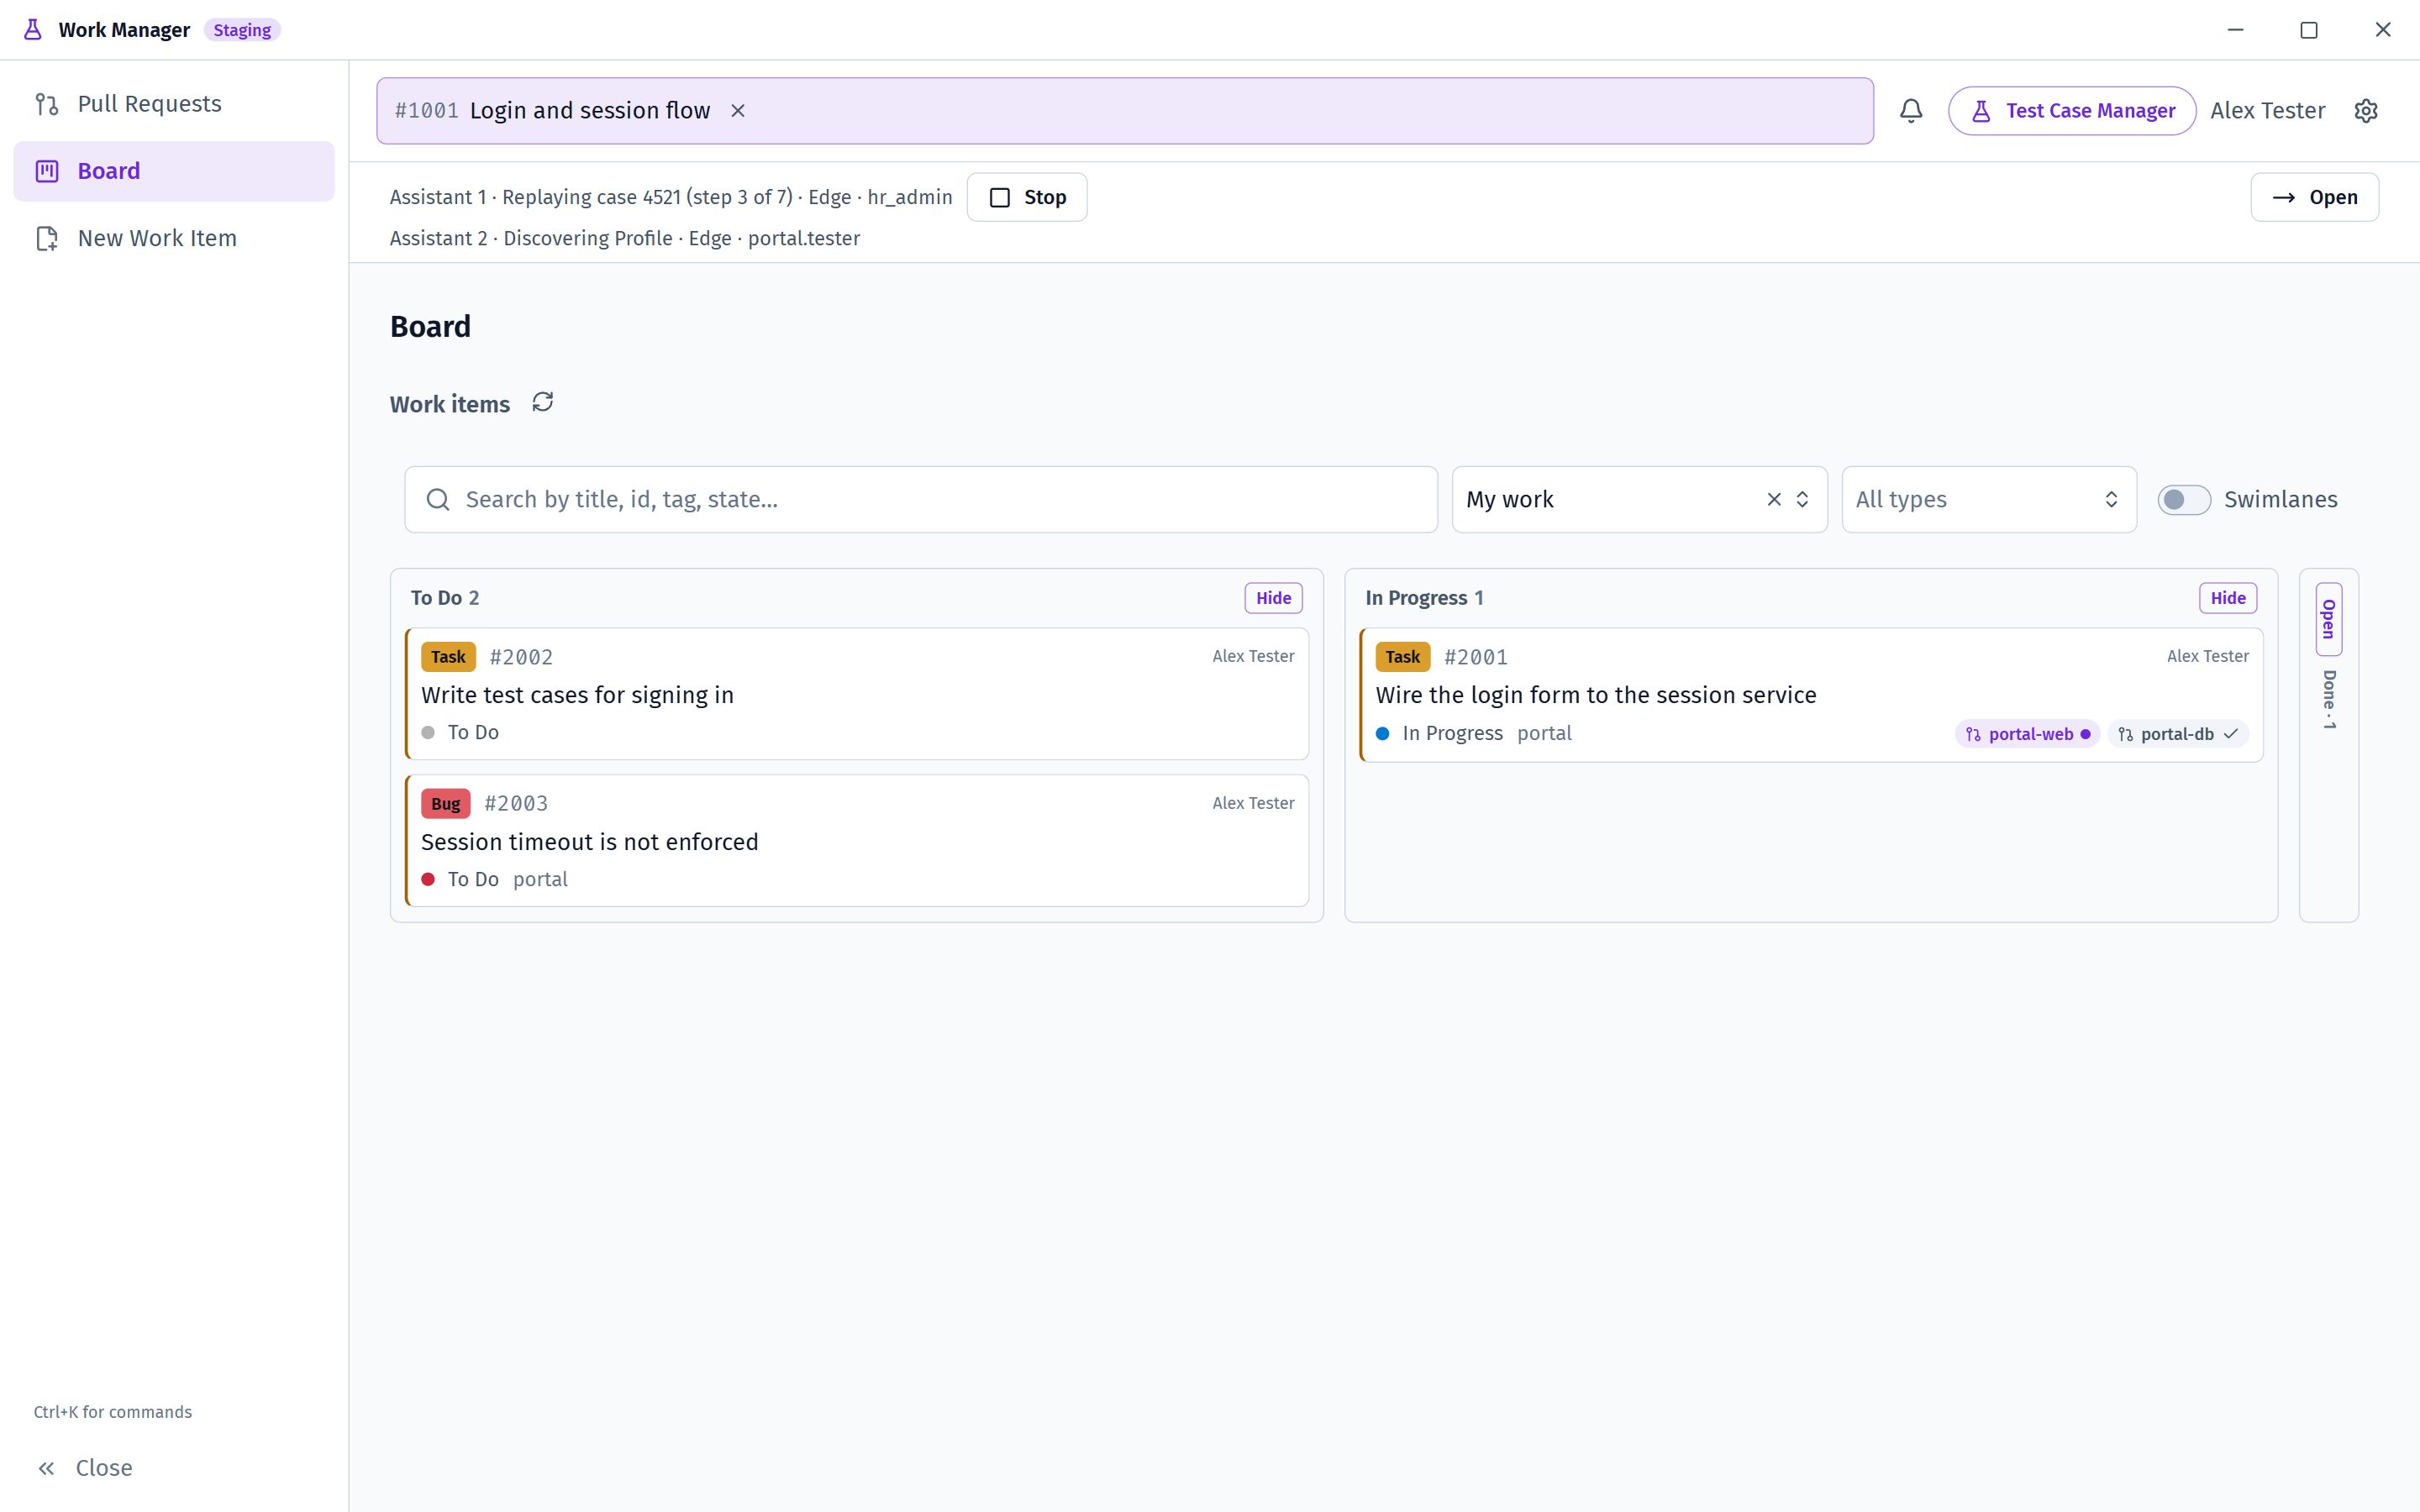 Work Manager Staging
Pull Requests
Board
New Work Item
Ctrl+K for commands
Close
#1001 Login and session flow
Test Case Manager
Alex Tester
Assistant 1 · Replaying case 4521 (step 3 of 7) · Edge · hr_admin
Stop
Open
Assistant 2 · Discovering Profile · Edge · portal.tester
Board
Work items
Search by title, id, tag, state...
My work
All types
Swimlanes
To Do 2
Hide
Task #2002 Alex Tester
Write test cases for signing in
To Do
Bug #2003 Alex Tester
Session timeout is not enforced
To Do portal
In Progress 1
Hide
Task #2001 Alex Tester
Wire the login form to the session service
In Progress portal portal-web portal-db
Open
Done · 1